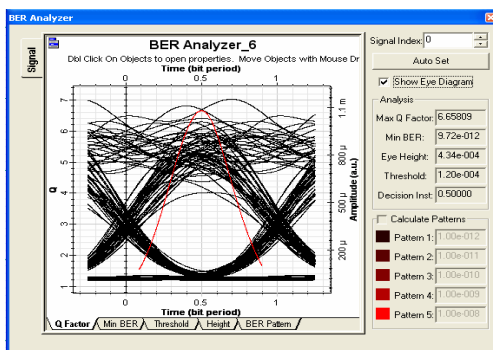 BER Analyzer
Signal
BER Analyzer_6
Dbl Click On Objects to open properties. Move Objects with Mouse Dr
Time (bit period)
0 0.5 1
Q
7
6
5
4
3
2
1
Amplitude (a.u.)
1.1 m
800 µ
500 µ
200 µ
0 0.5 1
Time (bit period)
Q Factor Min BER Threshold Height BER Pattern
Signal Index: 0
Auto Set
Show Eye Diagram
Analysis
Max Q Factor: 6.65809
Min BER: 9.72e-012
Eye Height: 4.34e-004
Threshold: 1.20e-004
Decision Inst: 0.50000
Calculate Patterns
Pattern 1: 1.00e-012
Pattern 2: 1.00e-011
Pattern 3: 1.00e-010
Pattern 4: 1.00e-009
Pattern 5: 1.00e-008